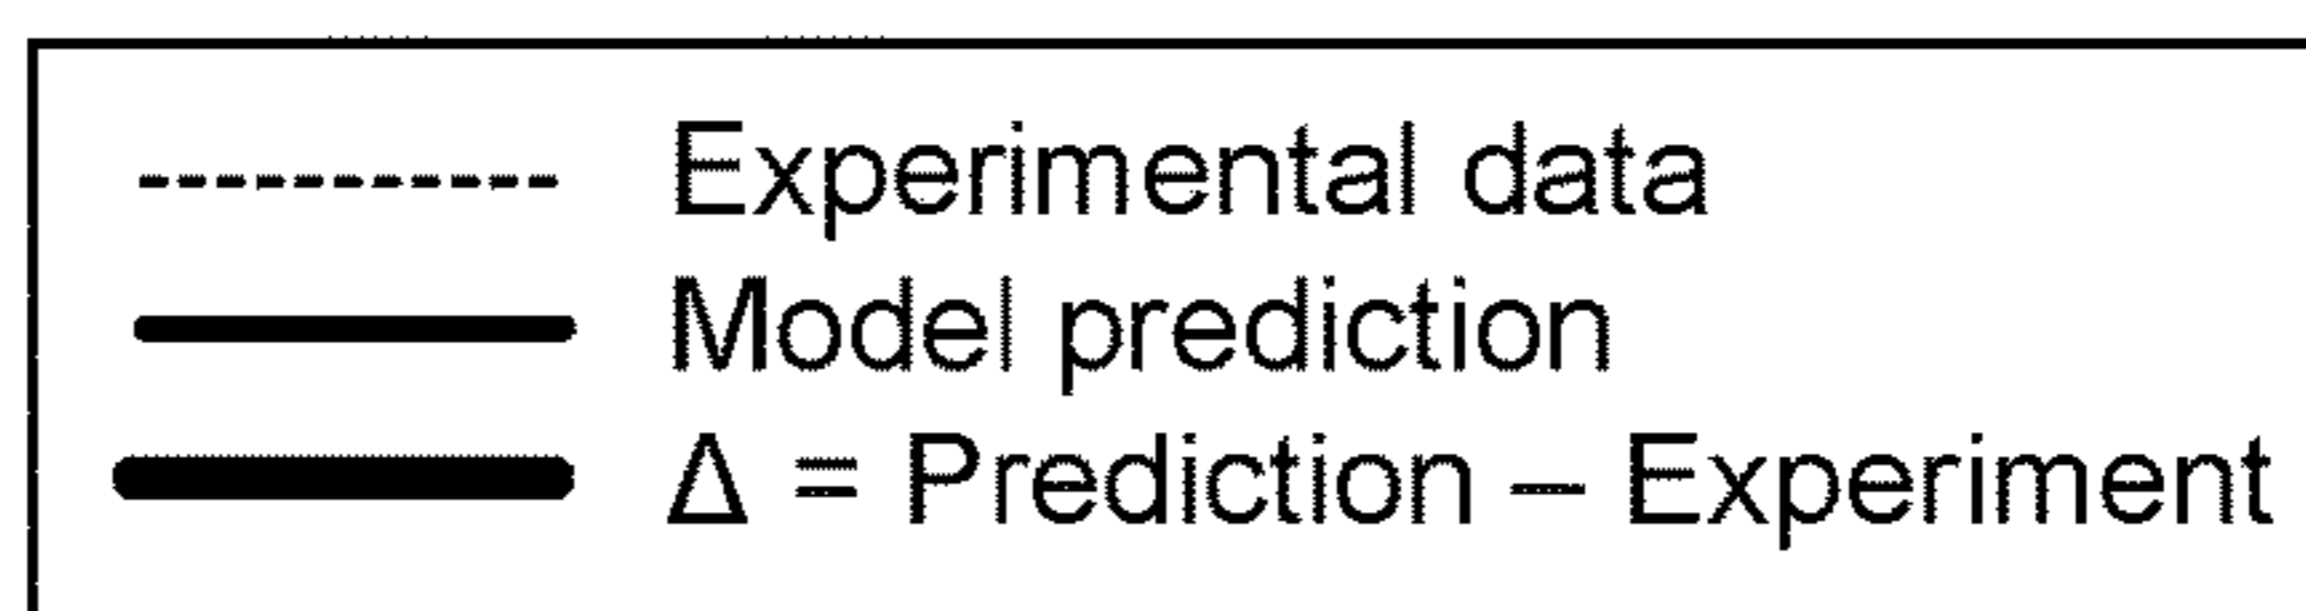 Experimental data
Model prediction
Δ = Prediction – Experiment